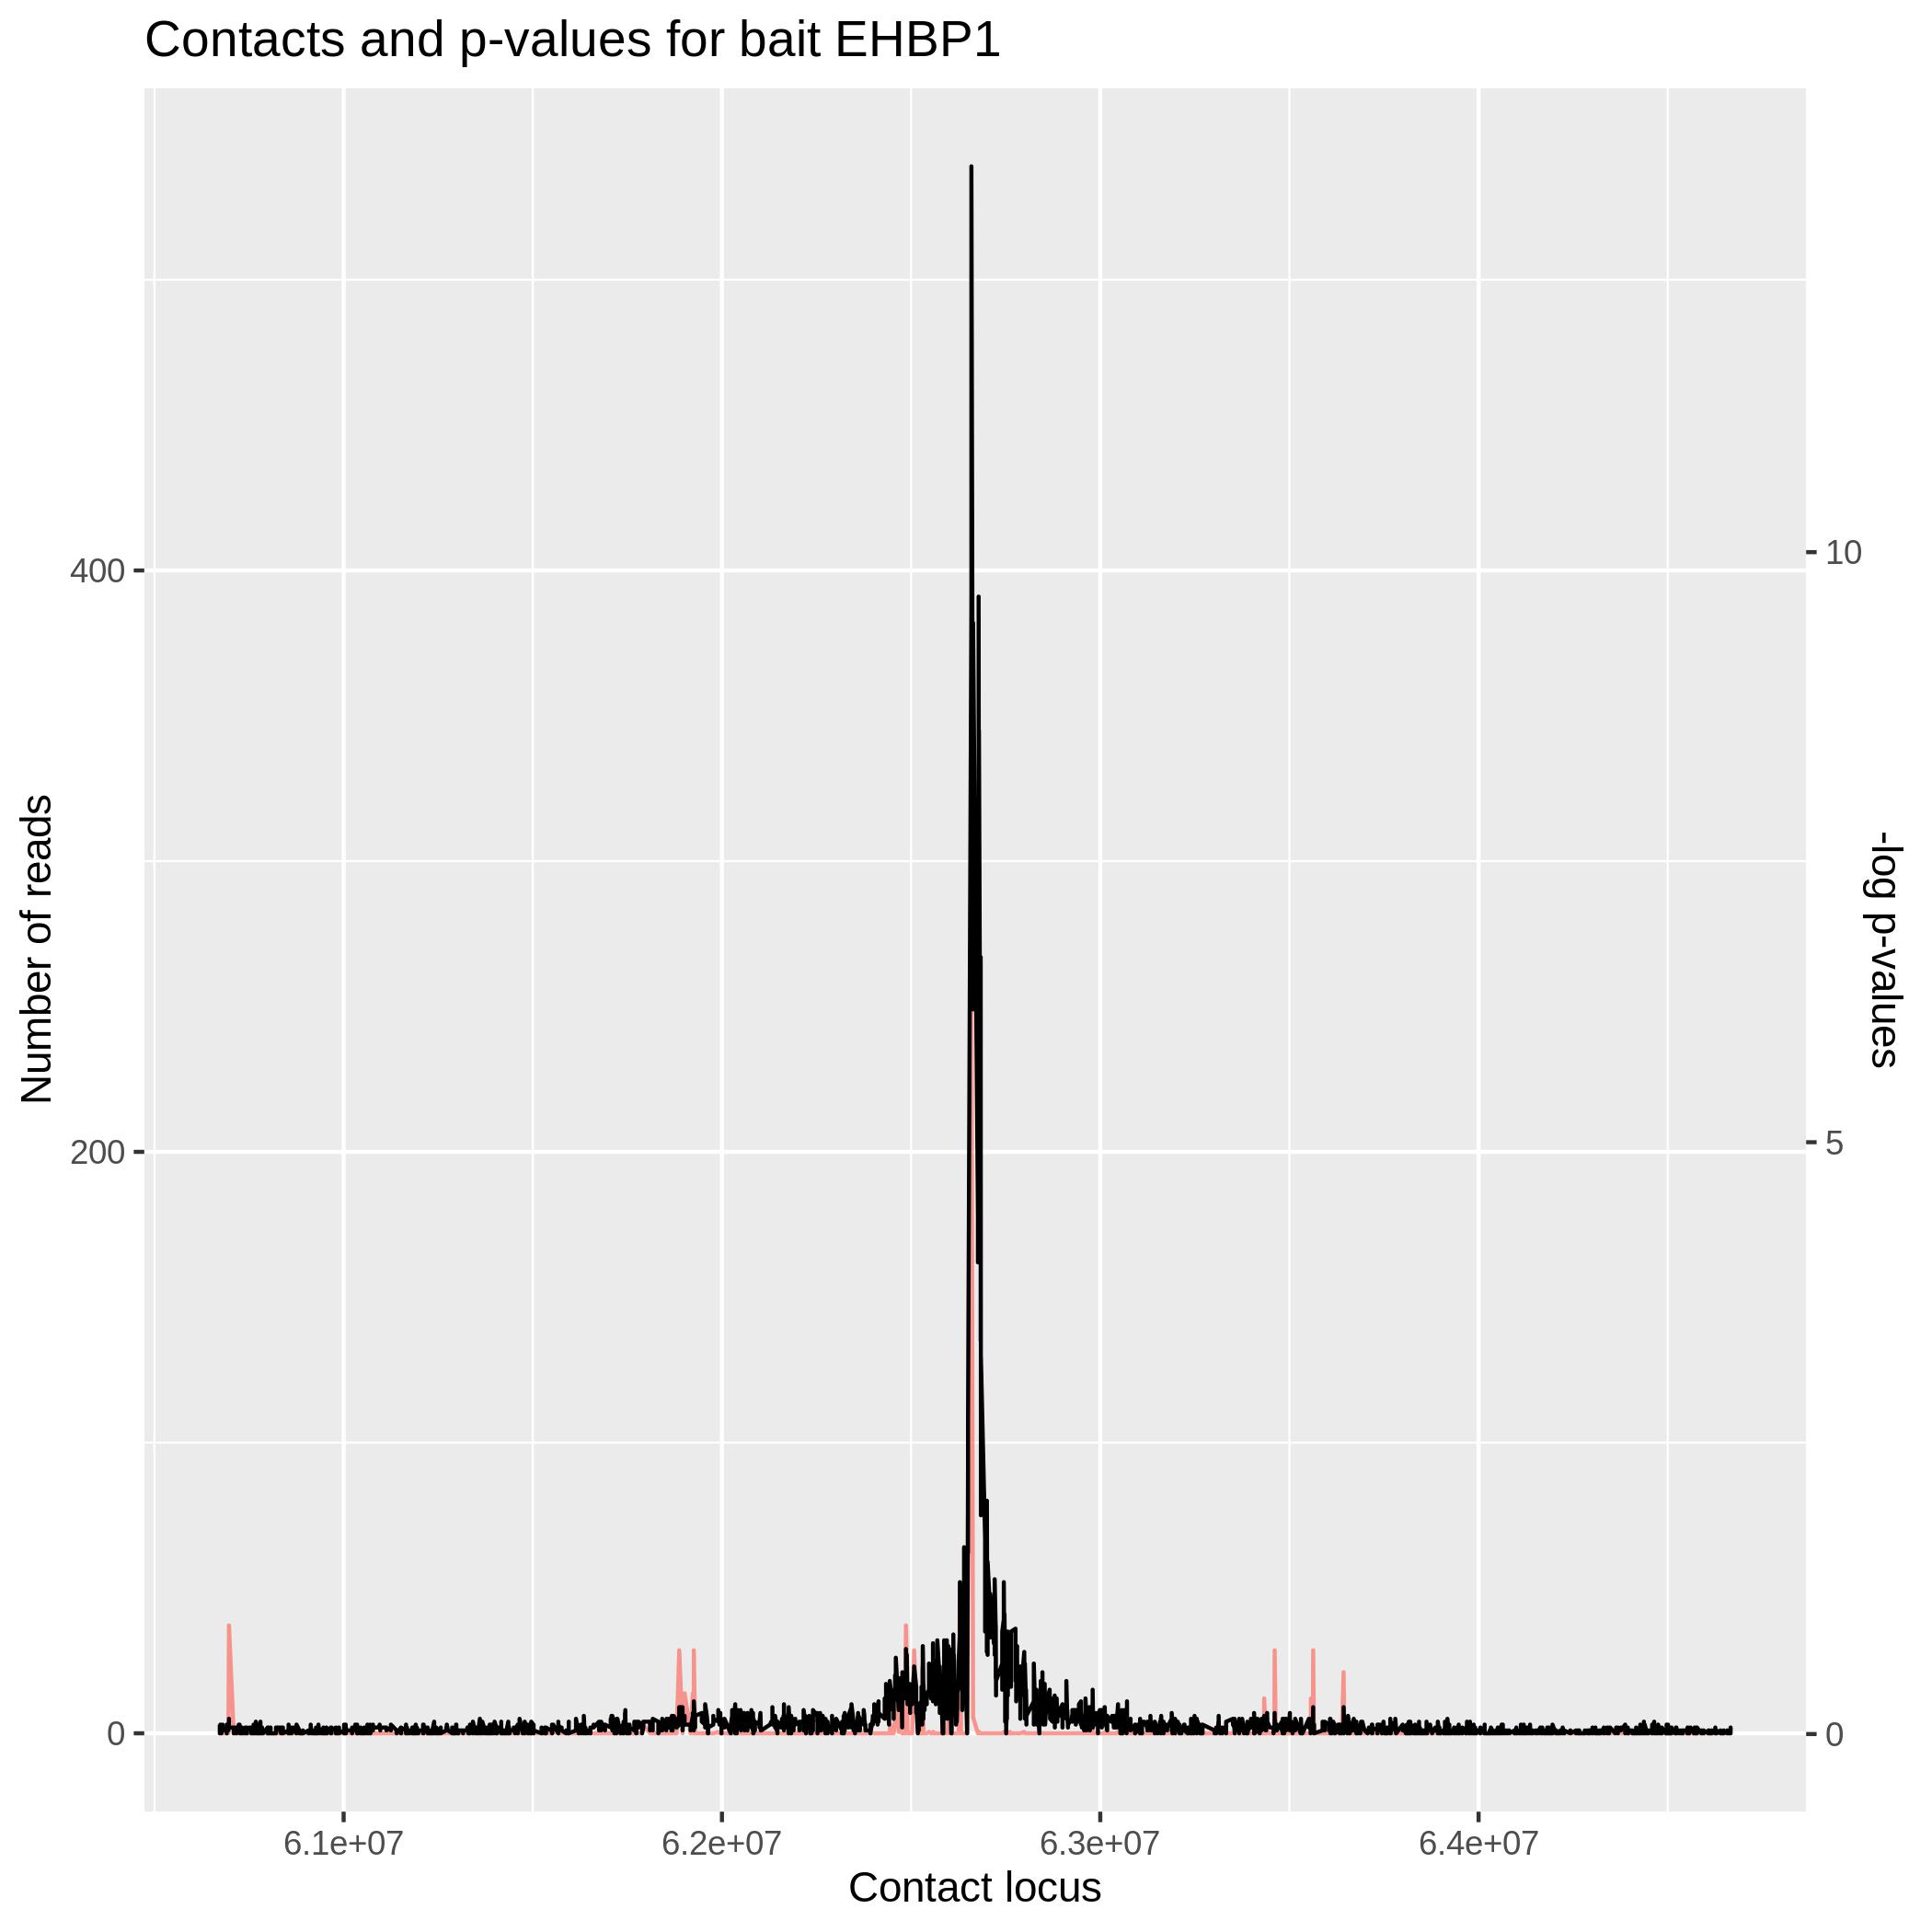 Contacts and p-values for bait EHBP1
Number of reads
400
200
0
10
5
0
-log p-values
6.1e+07
6.2e+07
6.3e+07
6.4e+07
Contact locus